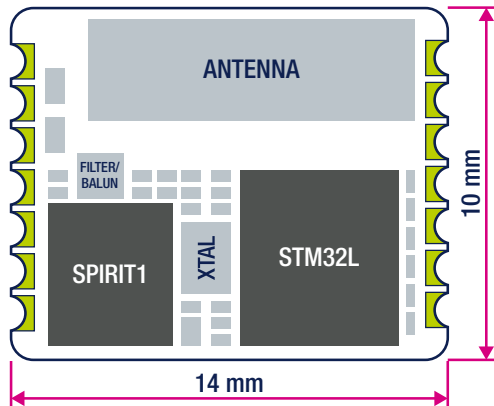 ANTENNA
FILTER/
BALUN
SPIRIT1
XTAL
STM32L
10 mm
14 mm